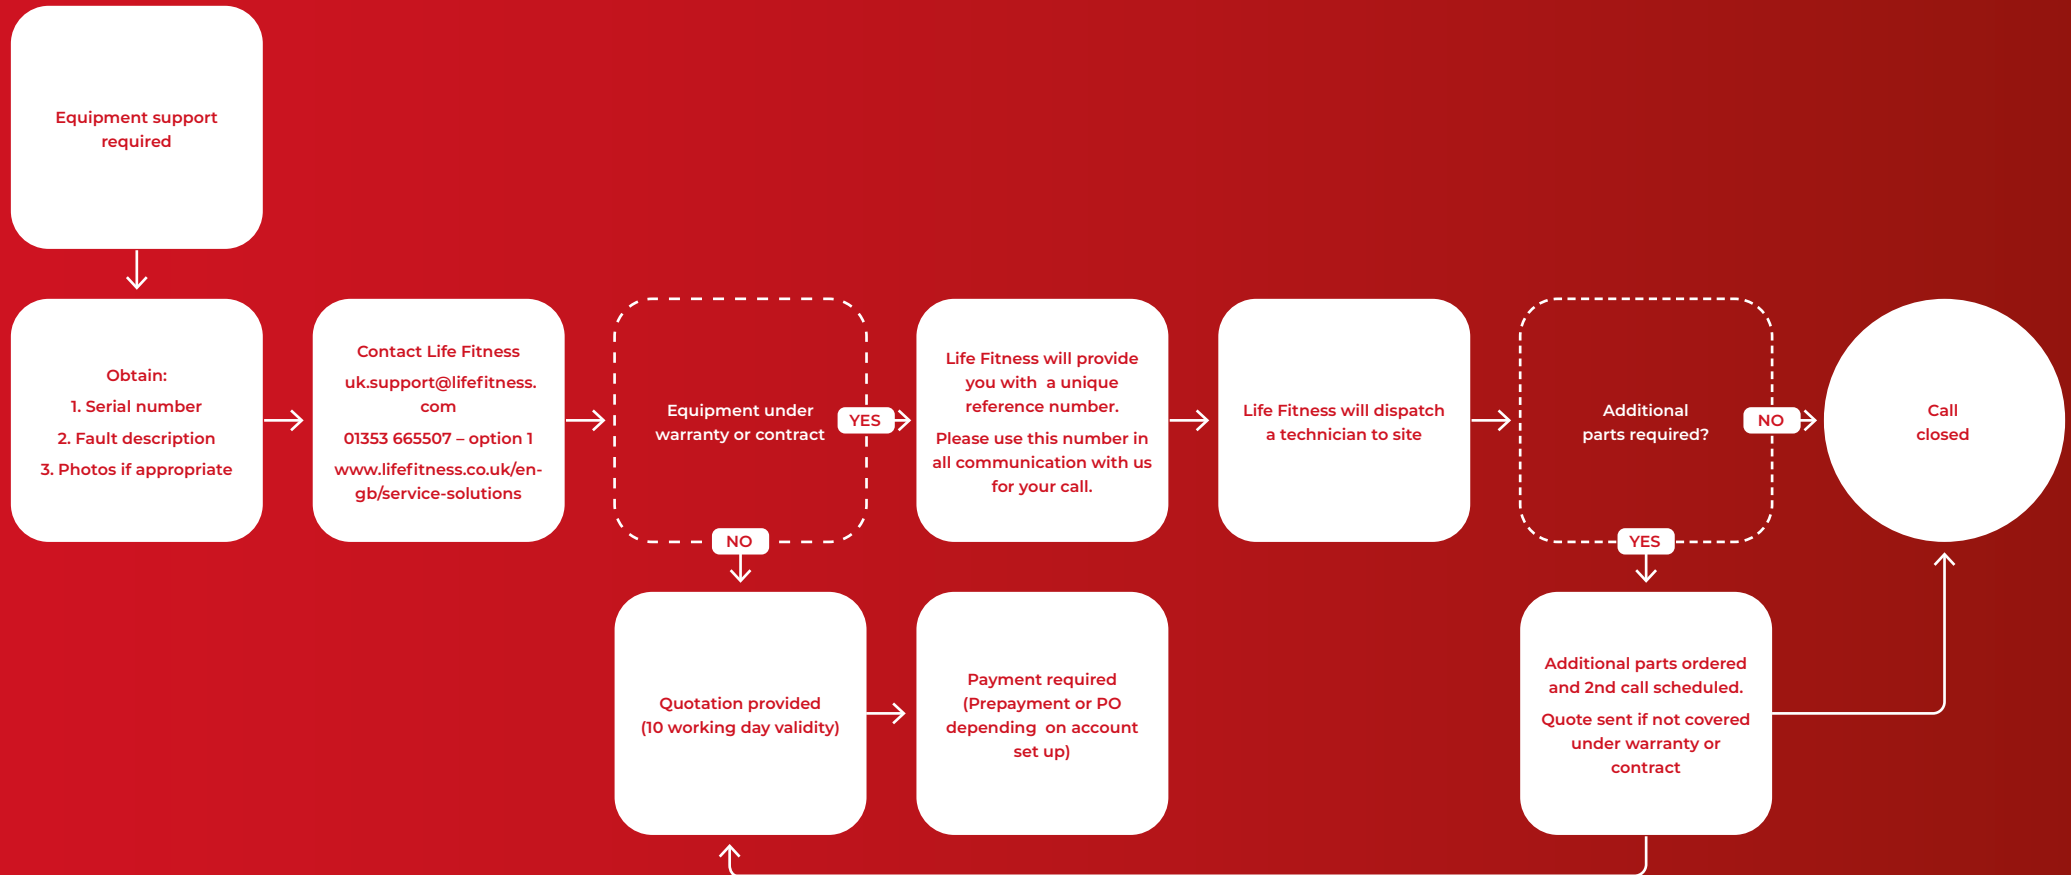 Equipment support
required
Obtain:
1. Serial number
2. Fault description
3. Photos if appropriate
Contact Life Fitness
uk.support@lifefitness.
com
01353 665507 – option 1
www.lifefitness.co.uk/en-
gb/service-solutions
Equipment under
warranty or contract
YES
NO
Life Fitness will provide
you with a unique
reference number.
Please use this number in
all communication with us
for your call.
Life Fitness will dispatch
a technician to site
Additional
parts required?
NO
YES
Call
closed
Quotation provided
(10 working day validity)
Payment required
(Prepayment or PO
depending on account
set up)
Additional parts ordered
and 2nd call scheduled.
Quote sent if not covered
under warranty or
contract